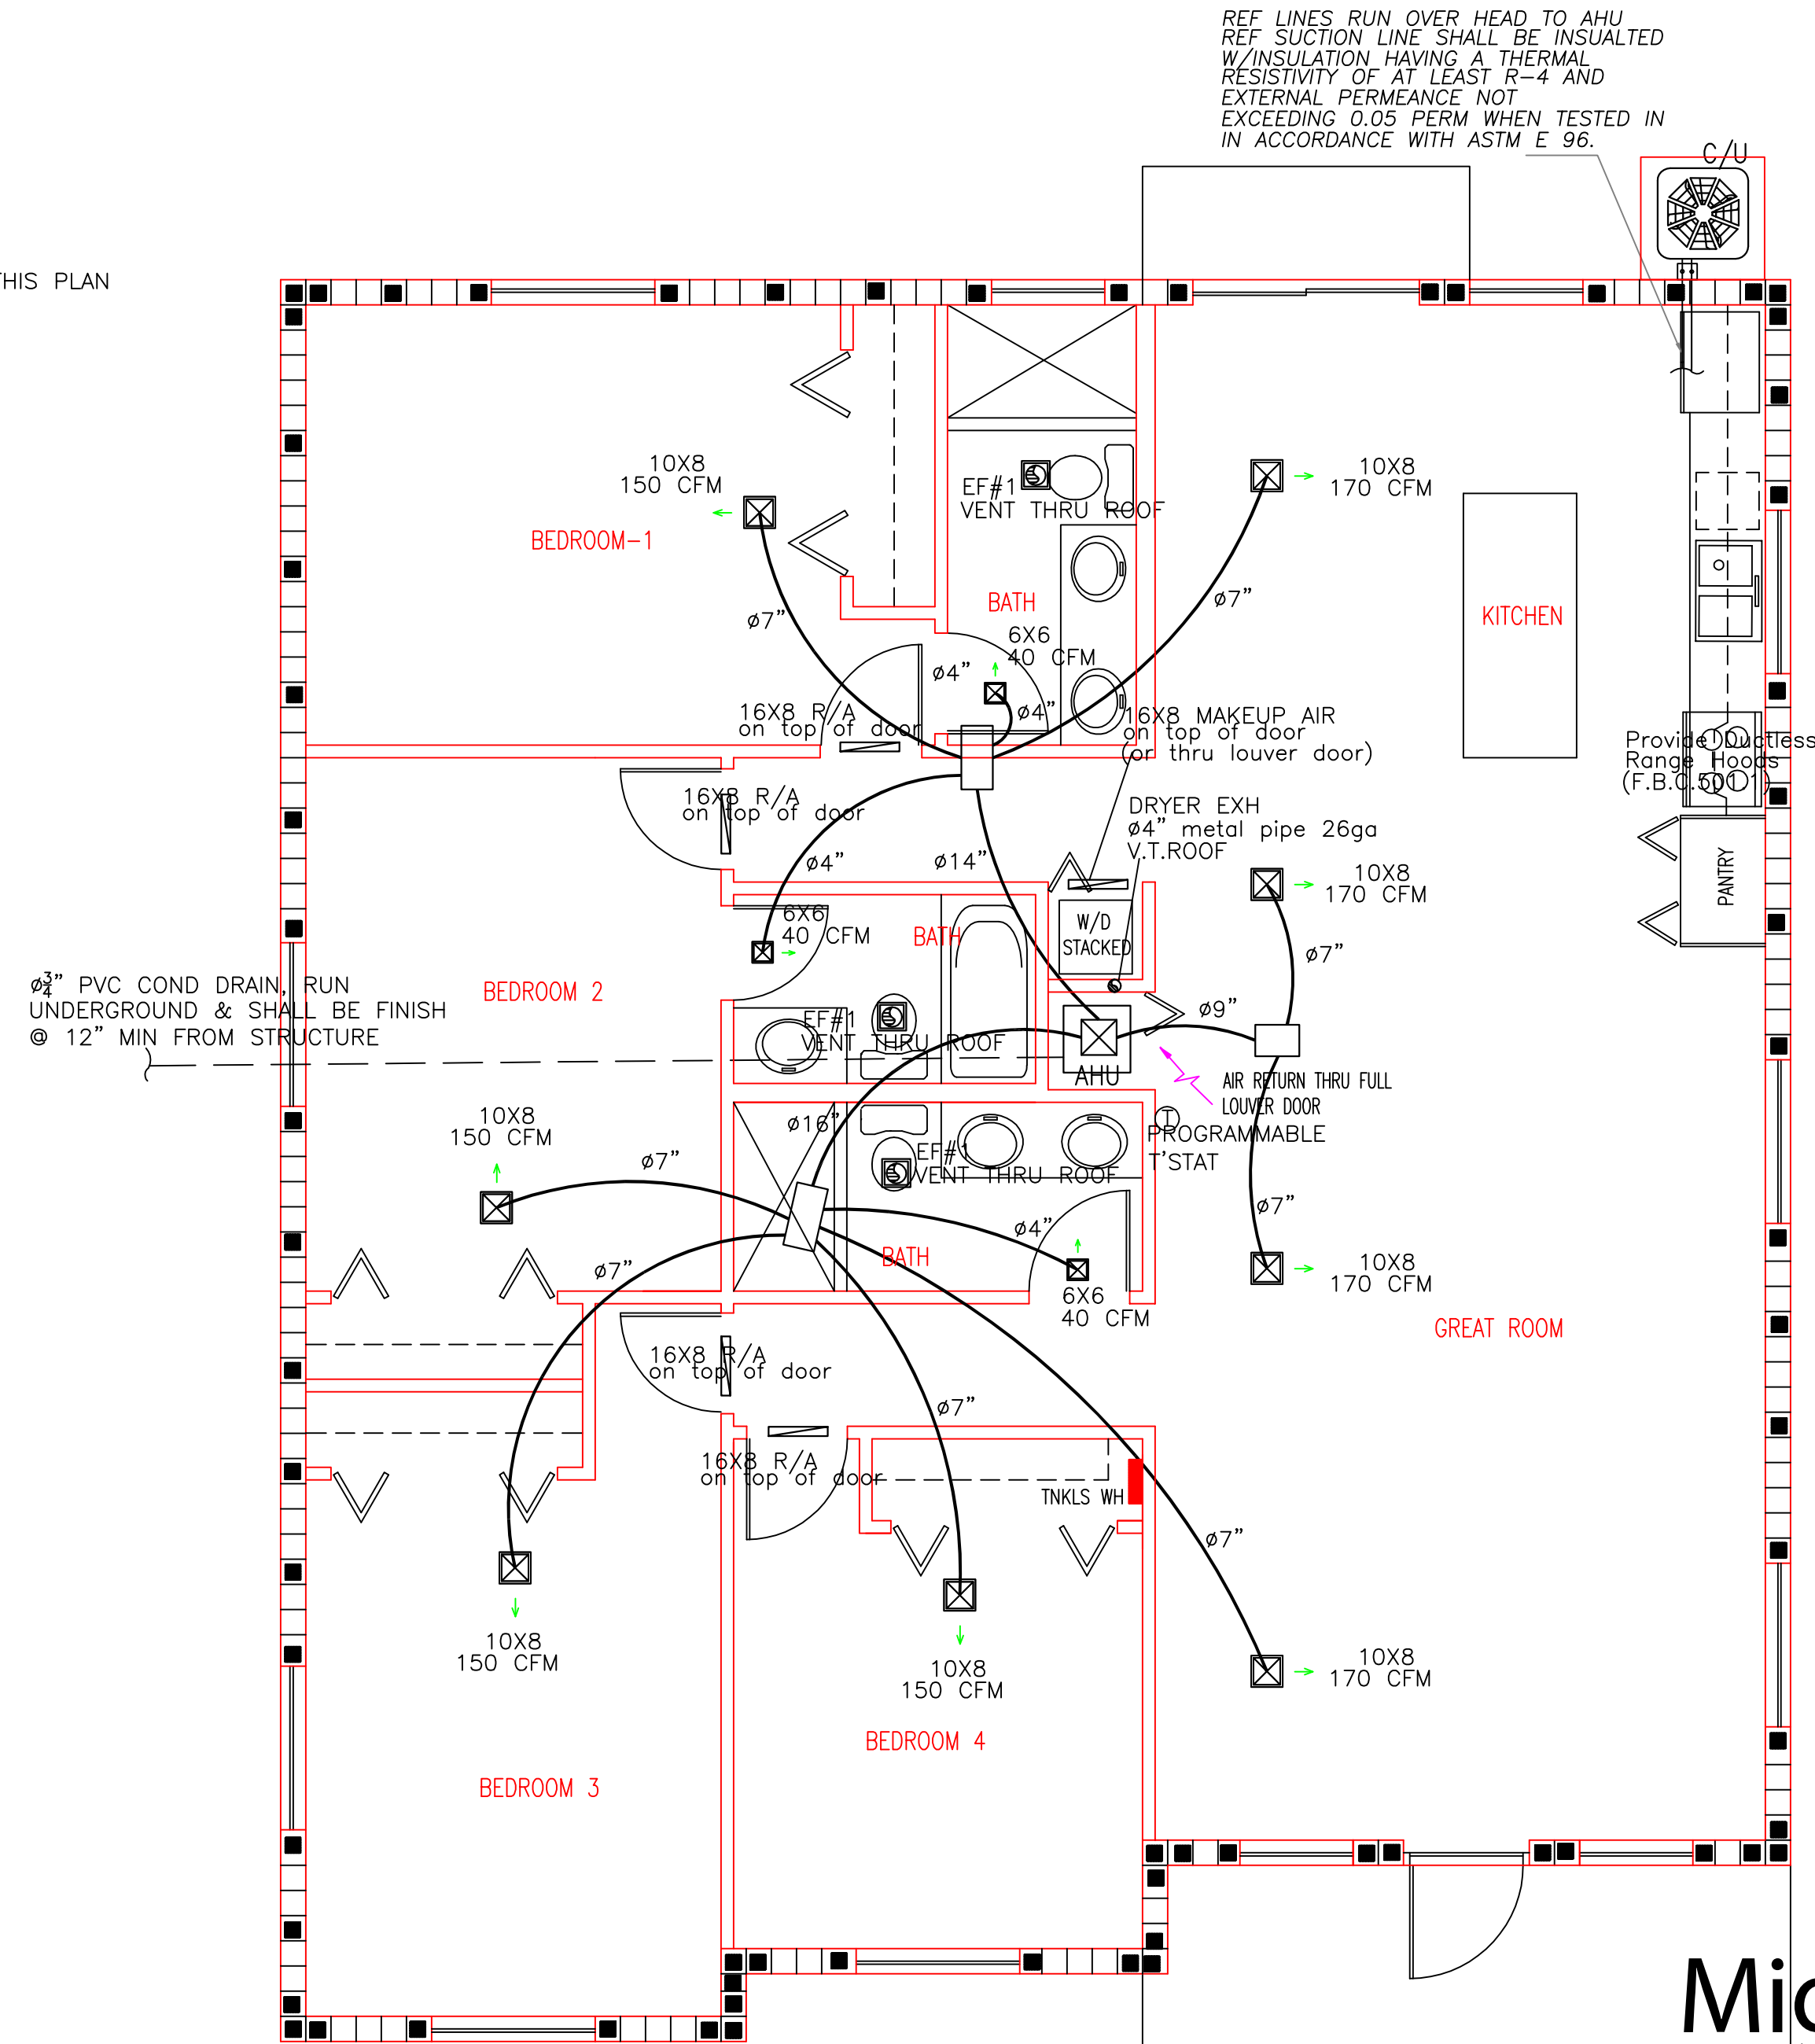 REF LINES RUN OVER HEAD TO AHU
REF SUCTION LINE SHALL BE INSUALTED
W/INSULATION HAVING A THERMAL
RESISTIVITY OF AT LEAST R-4 AND
EXTERNAL PERMEANCE NOT
EXCEEDING 0.05 PERM WHEN TESTED IN
IN ACCORDANCE WITH ASTM E 96.
C/U
THIS PLAN
10X8
150 CFM
BEDROOM-1
EF#1
VENT THRU ROOF
10X8
170 CFM
ø7"
BATH
ø7"
KITCHEN
6X6
40 CFM
ø4"
ø4"
16X8 R/A
on top of door
16X8 MAKEUP AIR
on top of door
(or thru louver door)
Provide Ductless
Range Hoods
(F.B.C.501.1)
16X8 R/A
on top of door
DRYER EXH
ø4" metal pipe 26ga
V.T.ROOF
ø4"
ø14"
10X8
170 CFM
PANTRY
6X6
40 CFM
BATH
W/D
STACKED
ø7"
ø3/4" PVC COND DRAIN, RUN
UNDERGROUND & SHALL BE FINISH
@ 12" MIN FROM STRUCTURE
BEDROOM 2
EF#1
VENT THRU ROOF
ø9"
AHU
AIR RETURN THRU FULL
LOUVER DOOR
10X8
150 CFM
ø16"
T
PROGRAMMABLE
T'STAT
ø7"
EF#1
VENT THRU ROOF
ø7"
ø4"
BATH
ø7"
10X8
170 CFM
6X6
40 CFM
GREAT ROOM
16X8 R/A
on top of door
ø7"
16X8 R/A
on top of door
TNKLS WH
ø7"
10X8
150 CFM
10X8
150 CFM
10X8
170 CFM
BEDROOM 4
BEDROOM 3